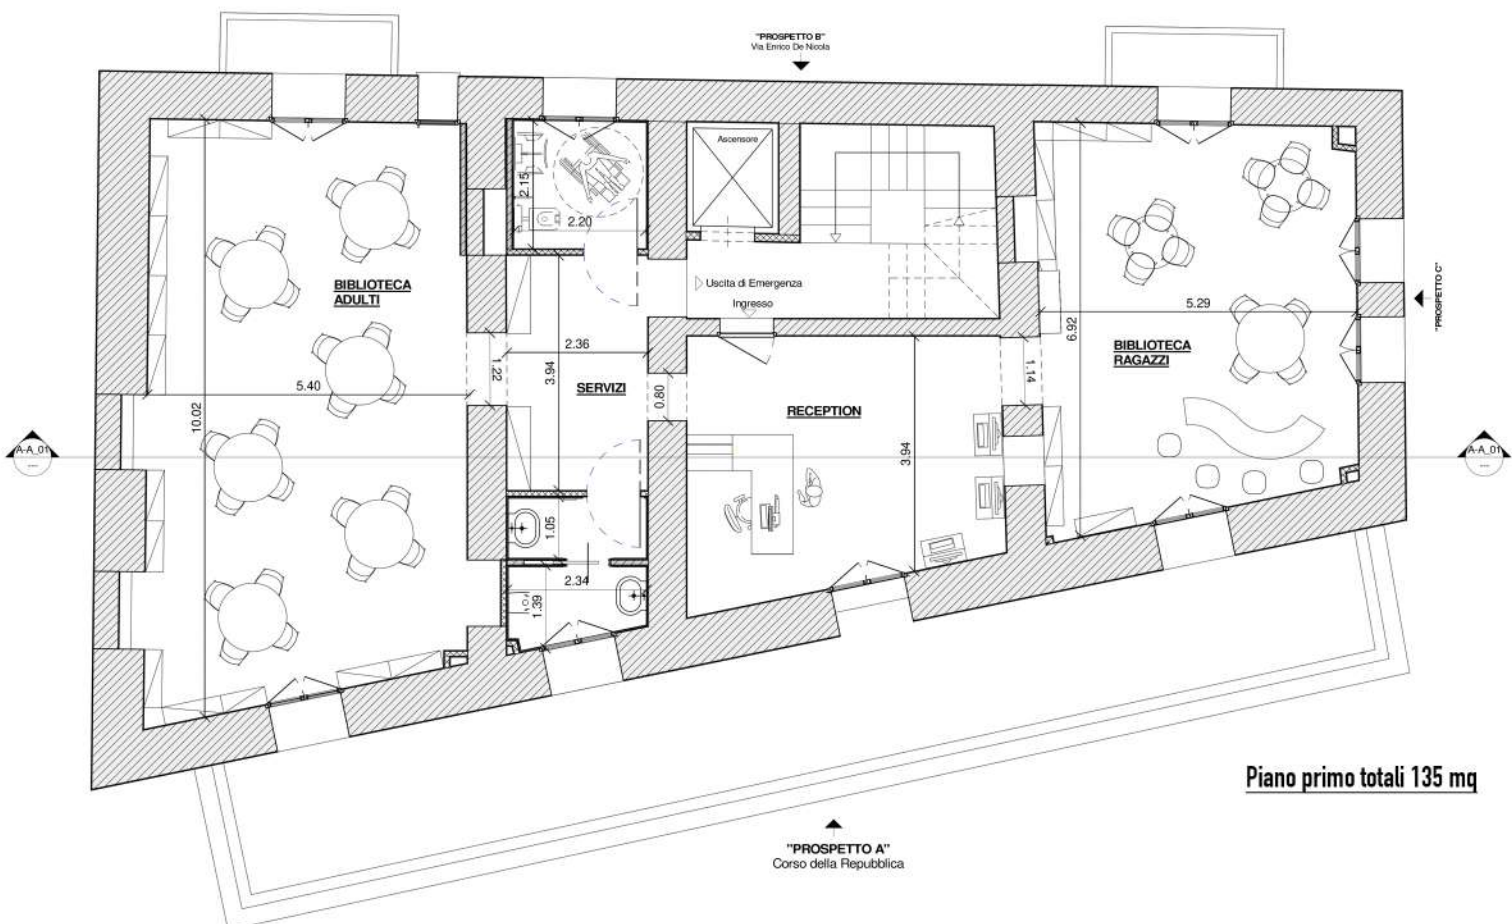 "PROSPETTO B"
Via Enrico De Nicola
Ascensore
2.15
2.20
BIBLIOTECA
ADULTI
Uscita di Emergenza
Ingresso
"PROSPETTO C"
5.29
6.92
BIBLIOTECA
RAGAZZI
2.36
1.22
3.94
SERVIZI
0.80
1.14
5.40
10.02
RECEPTION
3.94
A-A_01
A-A_01
1.05
2.34
1.39
Piano primo totali 135 mq
"PROSPETTO A"
Corso della Repubblica